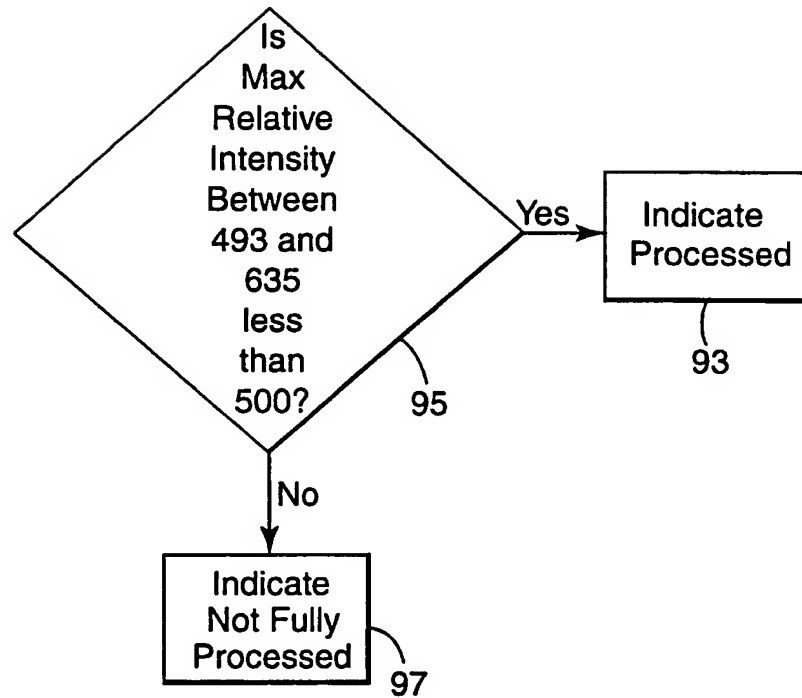 Is
Max
Relative
Intensity
Between
493 and
635
less
than
500?
Yes
Indicate
Processed
93
95
No
Indicate
Not Fully
Processed
97